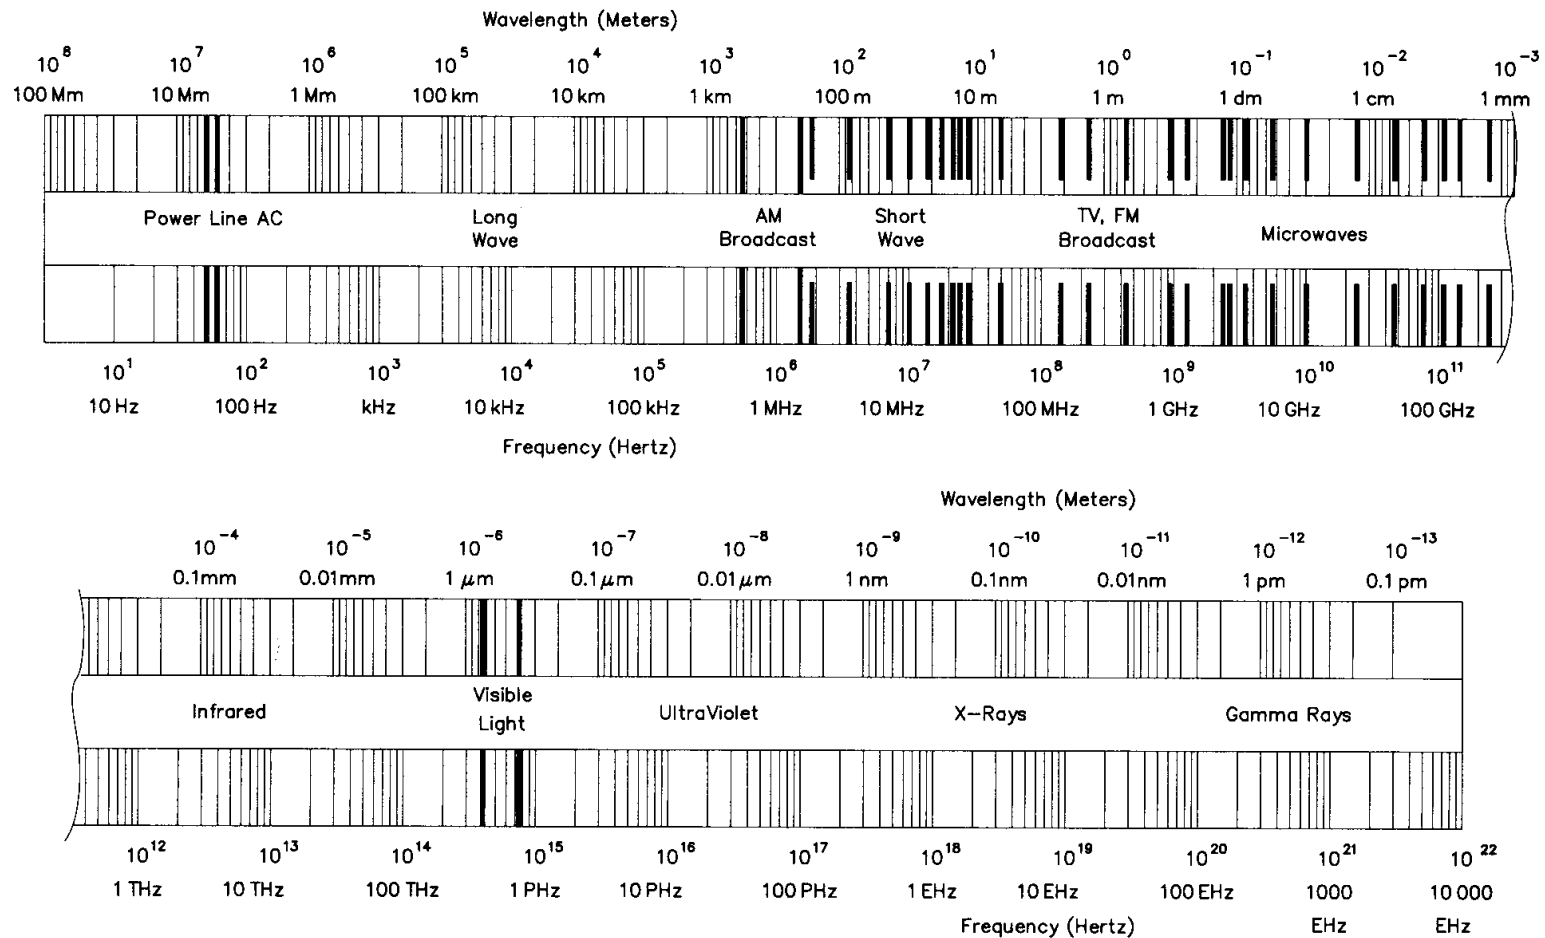 Wavelength (Meters)
10^8 10^7 10^6 10^5 10^4 10^3 10^2 10^1 10^0 10^-1 10^-2 10^-3
100 Mm 10 Mm 1 Mm 100 km 10 km 1 km 100 m 10 m 1 m 1 dm 1 cm 1 mm
Power Line AC Long AM Short TV, FM Microwaves
Wave Broadcast Wave Broadcast
10^1 10^2 10^3 10^4 10^5 10^6 10^7 10^8 10^9 10^10 10^11
10 Hz 100 Hz kHz 10 kHz 100 kHz 1 MHz 10 MHz 100 MHz 1 GHz 10 GHz 100 GHz
Frequency (Hertz)
Wavelength (Meters)
10^-4 10^-5 10^-6 10^-7 10^-8 10^-9 10^-10 10^-11 10^-12 10^-13
0.1mm 0.01mm 1 μm 0.1μm 0.01μm 1 nm 0.1nm 0.01nm 1 pm 0.1 pm
Infrared Visible UltraViolet X-Rays Gamma Rays
Light
10^12 10^13 10^14 10^15 10^16 10^17 10^18 10^19 10^20 10^21 10^22
1 THz 10 THz 100 THz 1 PHz 10 PHz 100 PHz 1 EHz 10 EHz 100 EHz 1000 10 000
EHz EHz
Frequency (Hertz)